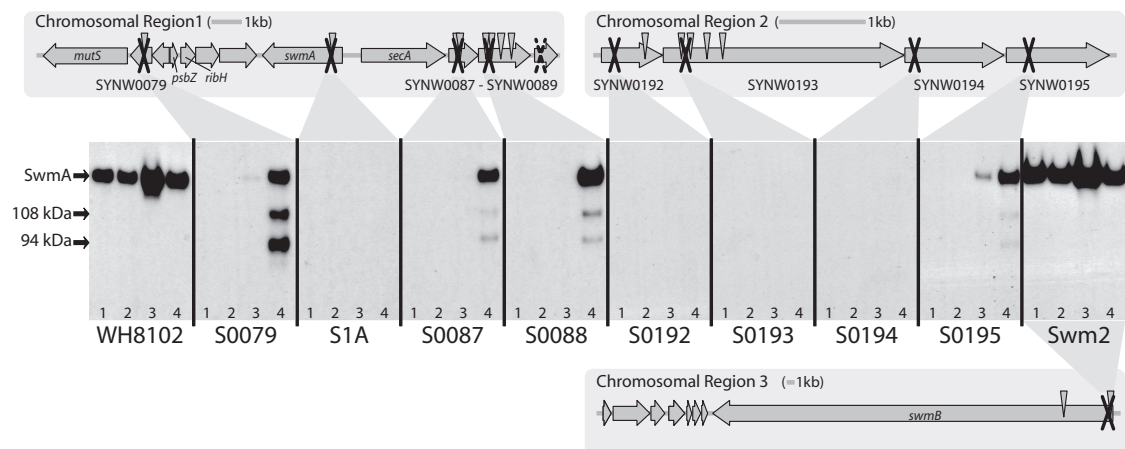 Chromosomal Region1 (1kb)
mutS swmA secA
SYNW0079 psbZ ribH SYNW0087 - SYNW0089
Chromosomal Region 2 (1kb)
SYNW0192 SYNW0193 SYNW0194 SYNW0195
SwmA
108 kDa
94 kDa
1 2 3 4 1 2 3 4 1 2 3 4 1 2 3 4 1 2 3 4 1 2 3 4 1 2 3 4 1 2 3 4 1 2 3 4 1 2 3 4
WH8102 S0079 S1A S0087 S0088 S0192 S0193 S0194 S0195 Swm2
Chromosomal Region 3 (1kb)
swmB